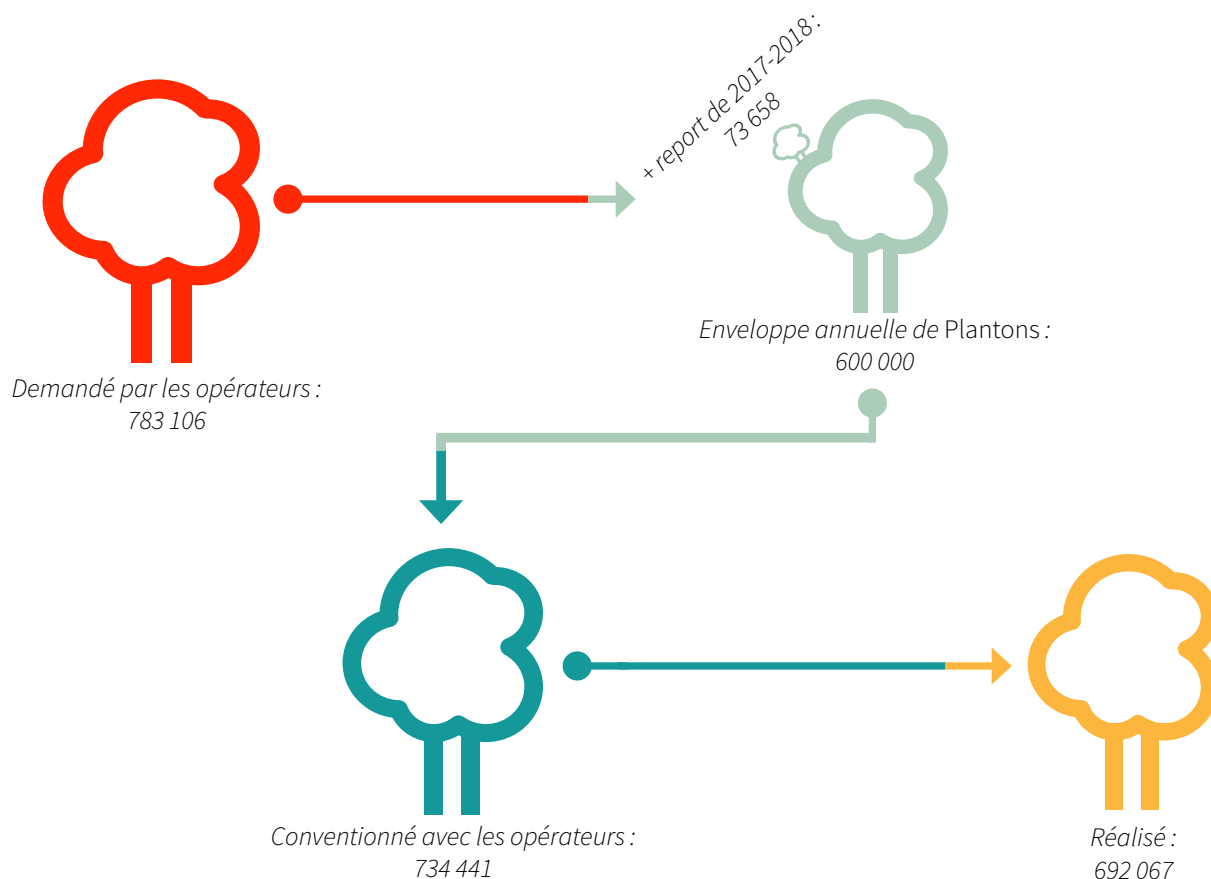 + report de 2017-2018 :
73 658
Enveloppe annuelle de Plantons :
600 000
Demandé par les opérateurs :
783 106
Conventionné avec les opérateurs :
734 441
Réalisé :
692 067